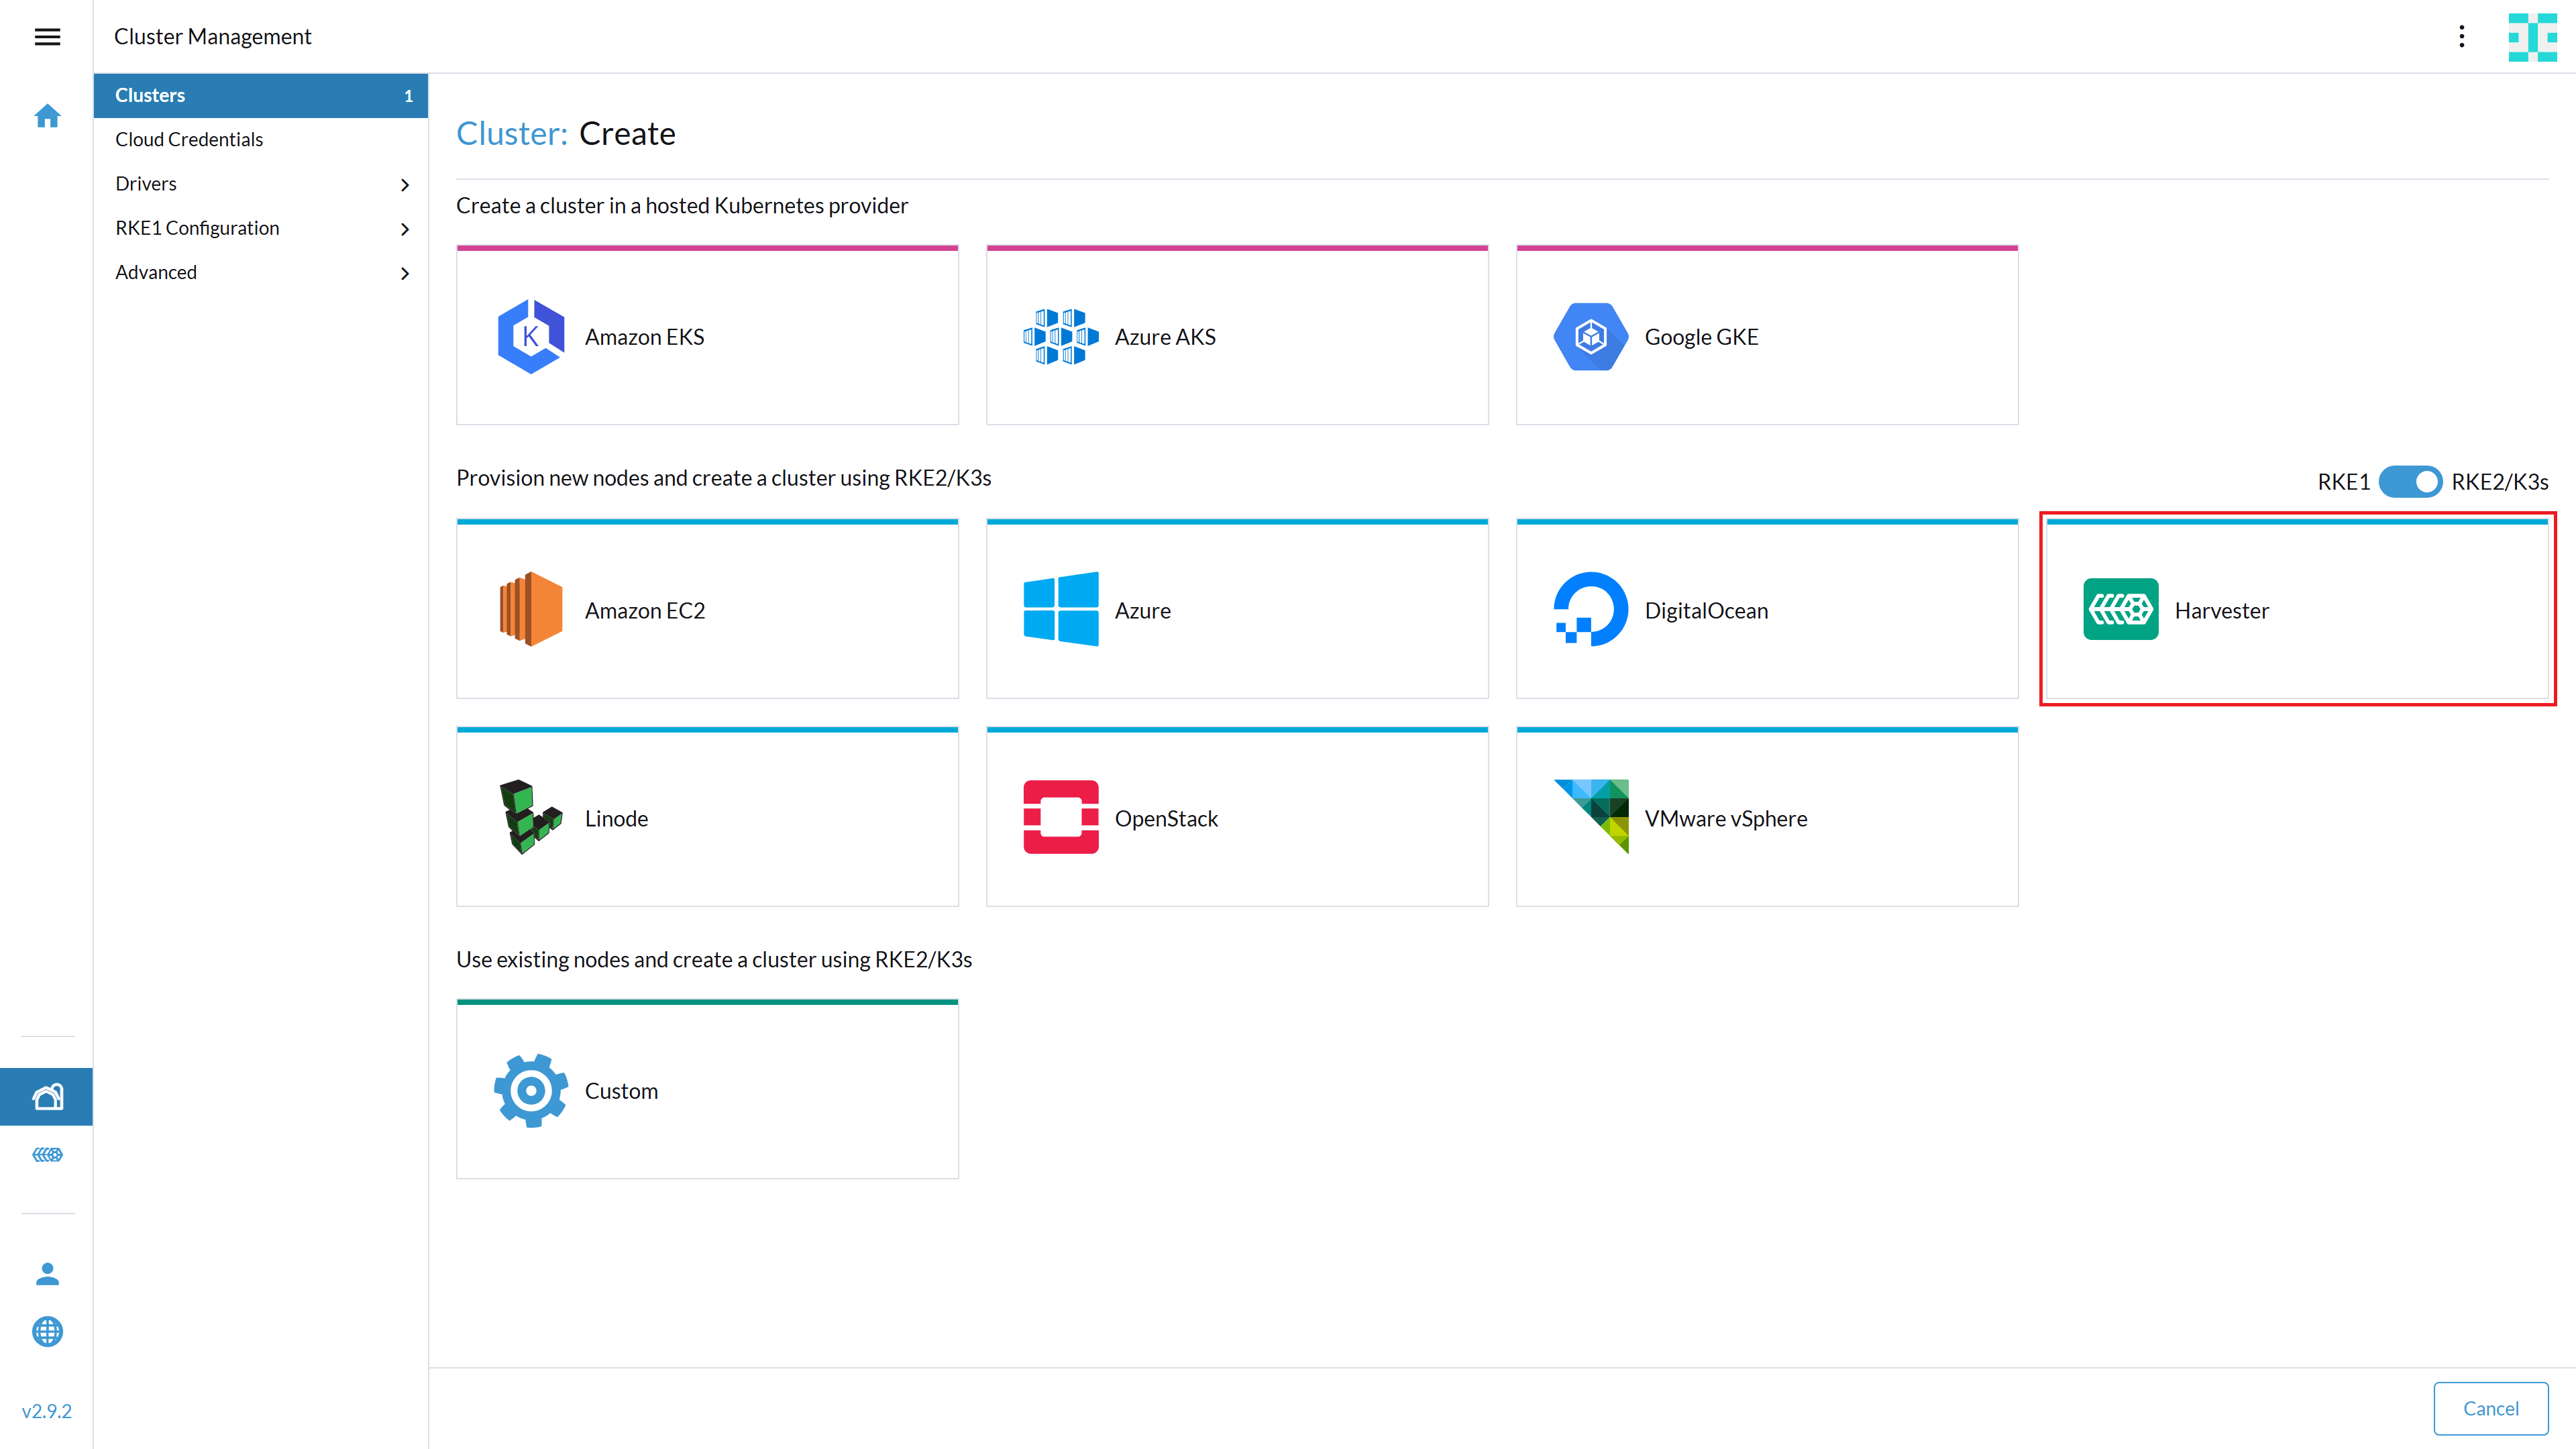 Cluster Management
Clusters 1
Cloud Credentials
Drivers
RKE1 Configuration
Advanced
Cluster: Create
Create a cluster in a hosted Kubernetes provider
K
Amazon EKS
Azure AKS
Google GKE
Provision new nodes and create a cluster using RKE2/K3s
RKE1 RKE2/K3s
Amazon EC2
Azure
DigitalOcean
Harvester
Linode
OpenStack
VMware vSphere
Use existing nodes and create a cluster using RKE2/K3s
Custom
v2.9.2
Cancel